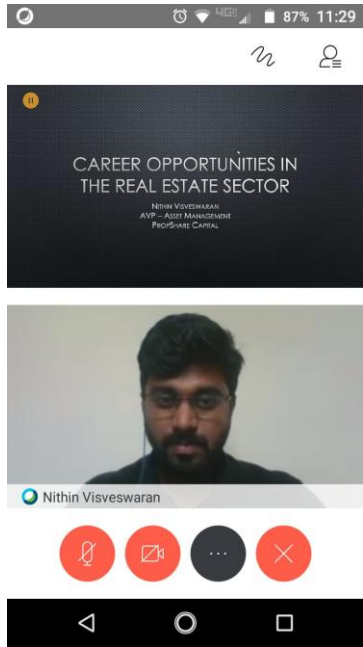 4G 87% 11:29
CAREER OPPORTUNITIES IN
THE REAL ESTATE SECTOR
NITHIN VISVESWARAN
AVP – ASSET MANAGEMENT
PROPSHARE CAPITAL
Nithin Visveswaran